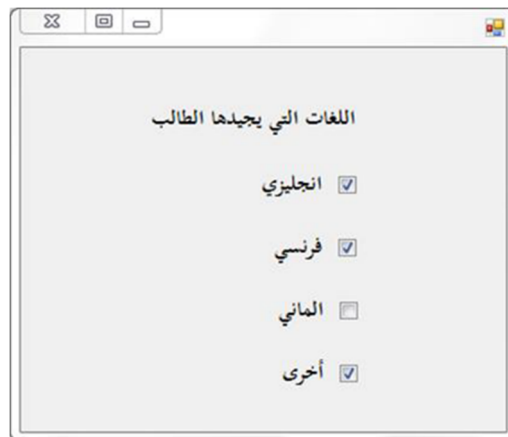 اللغات التي يجيدها الطالب
انجليزي
فرنسي
الماني
أخرى